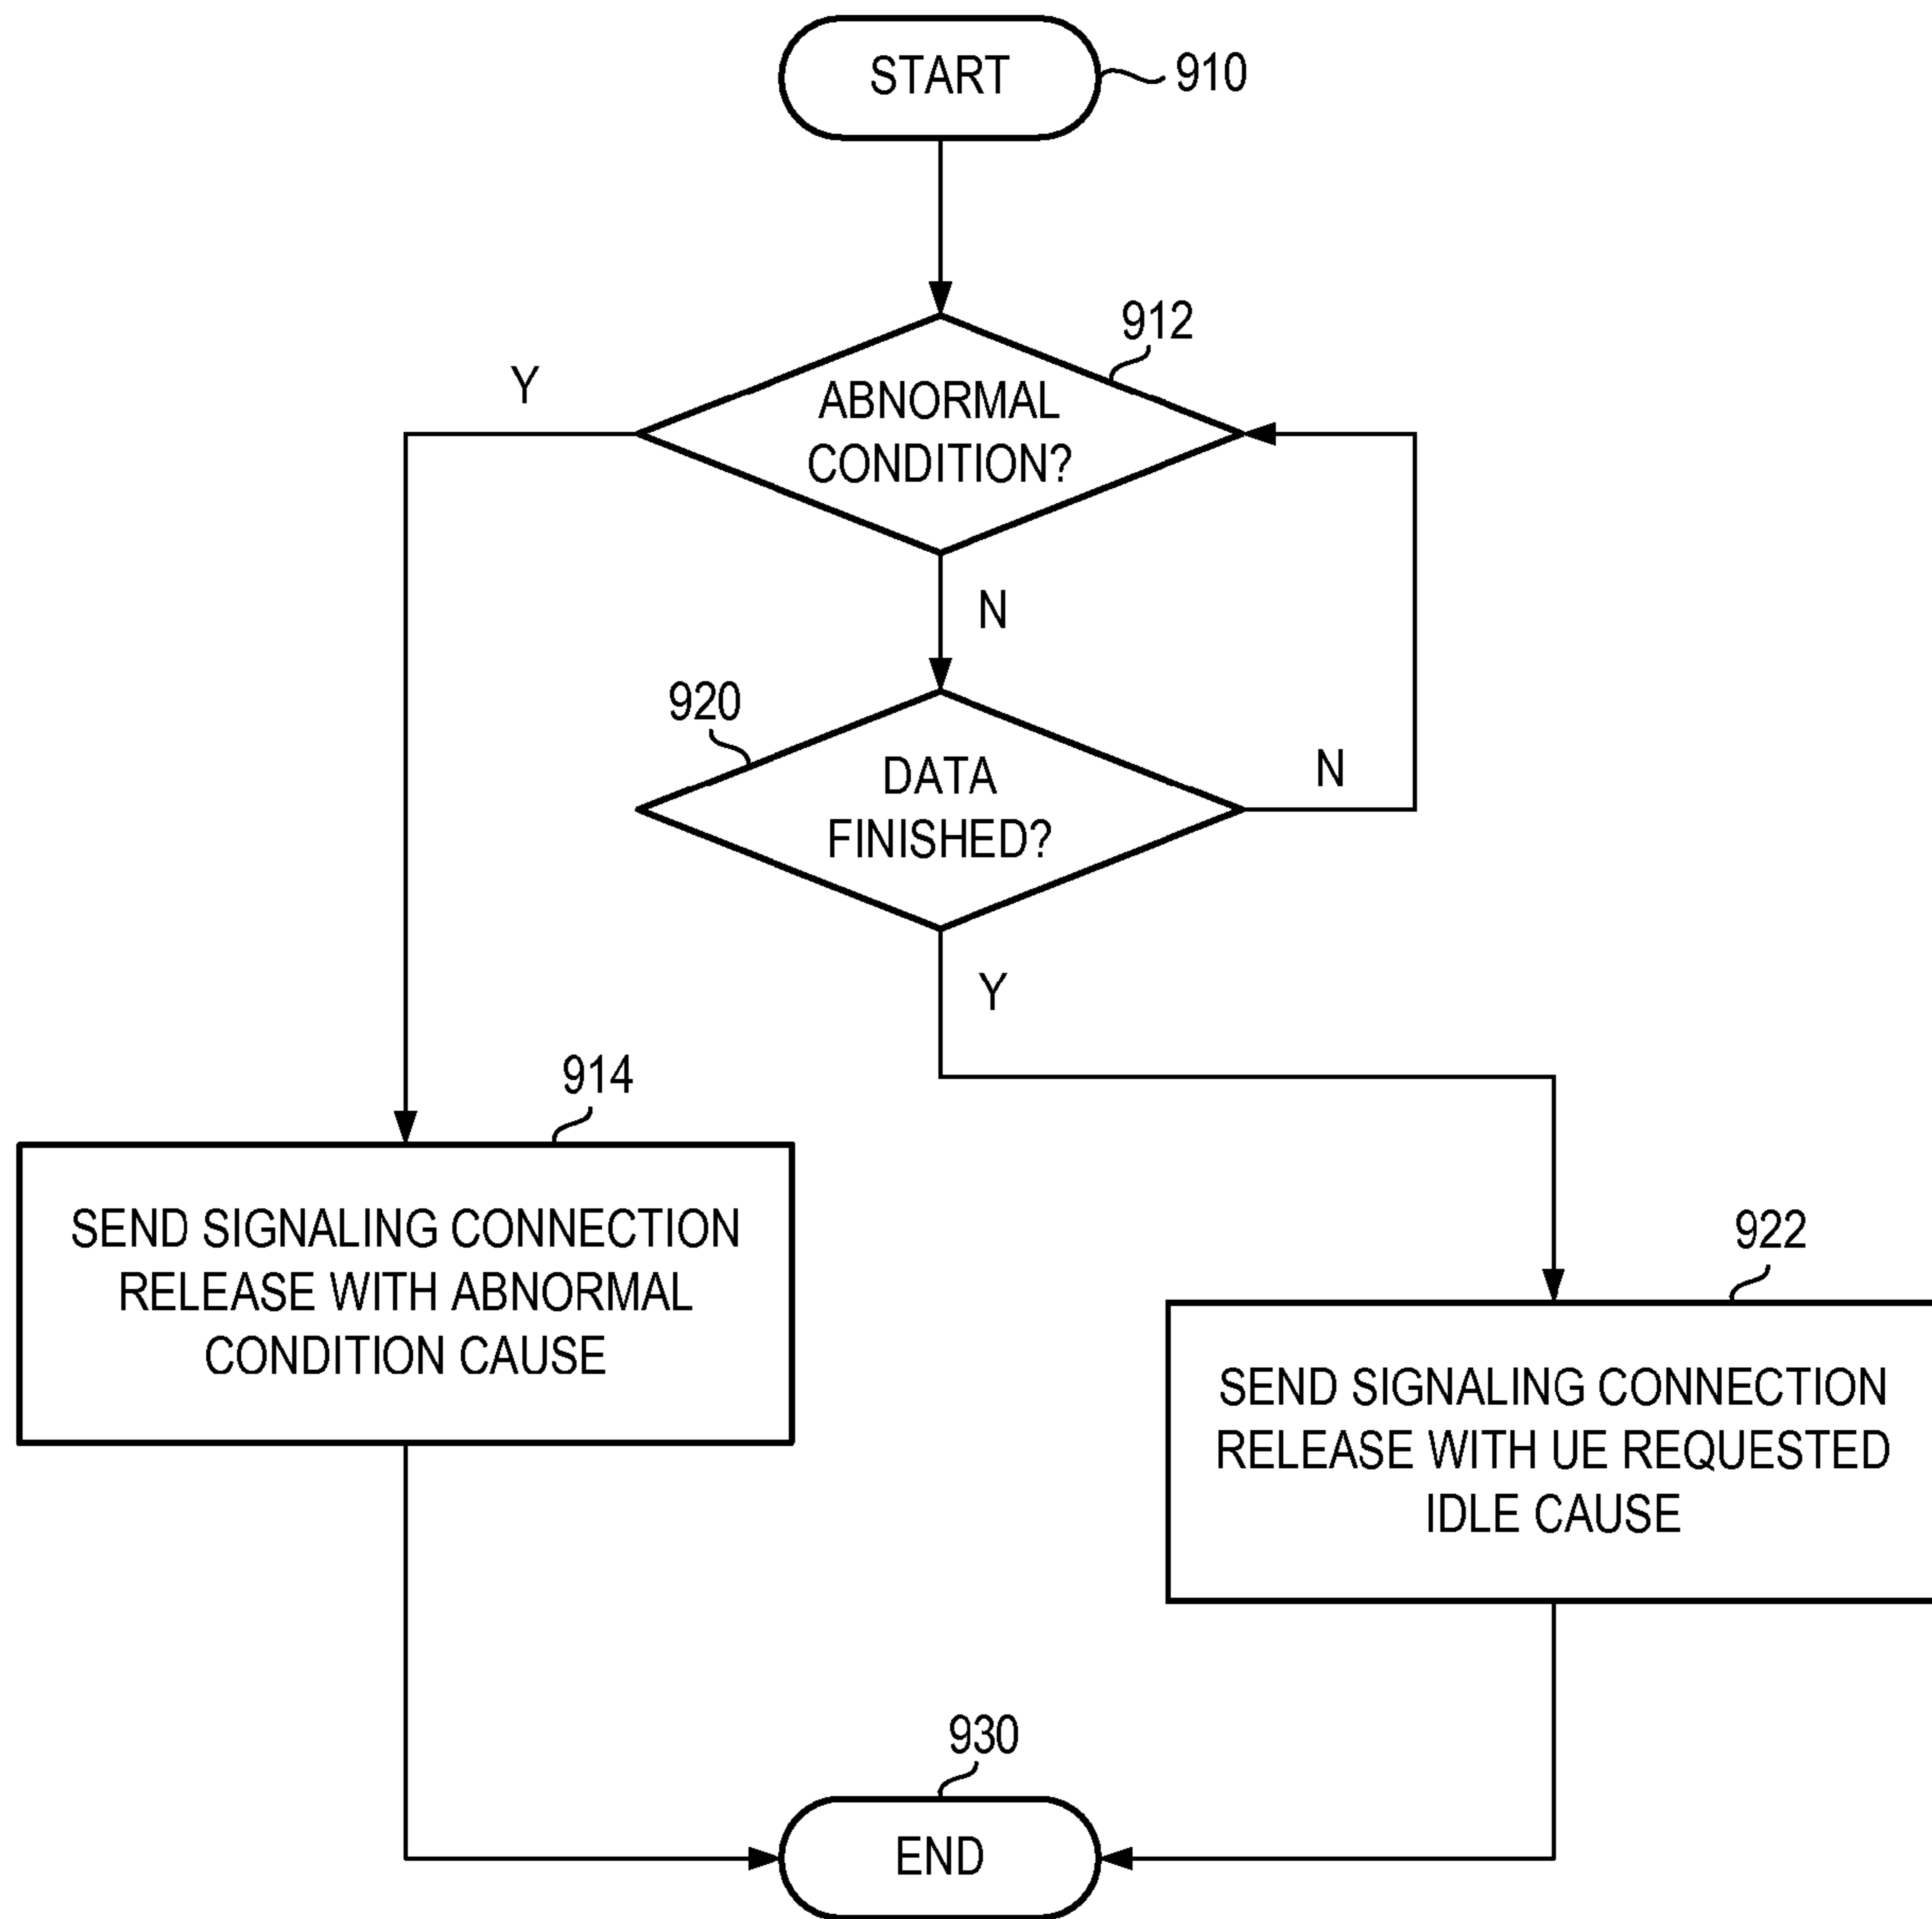 START
910
912
Y
ABNORMAL
CONDITION?
N
920
DATA
FINISHED?
N
Y
914
SEND SIGNALING CONNECTION
RELEASE WITH ABNORMAL
CONDITION CAUSE
922
SEND SIGNALING CONNECTION
RELEASE WITH UE REQUESTED
IDLE CAUSE
930
END